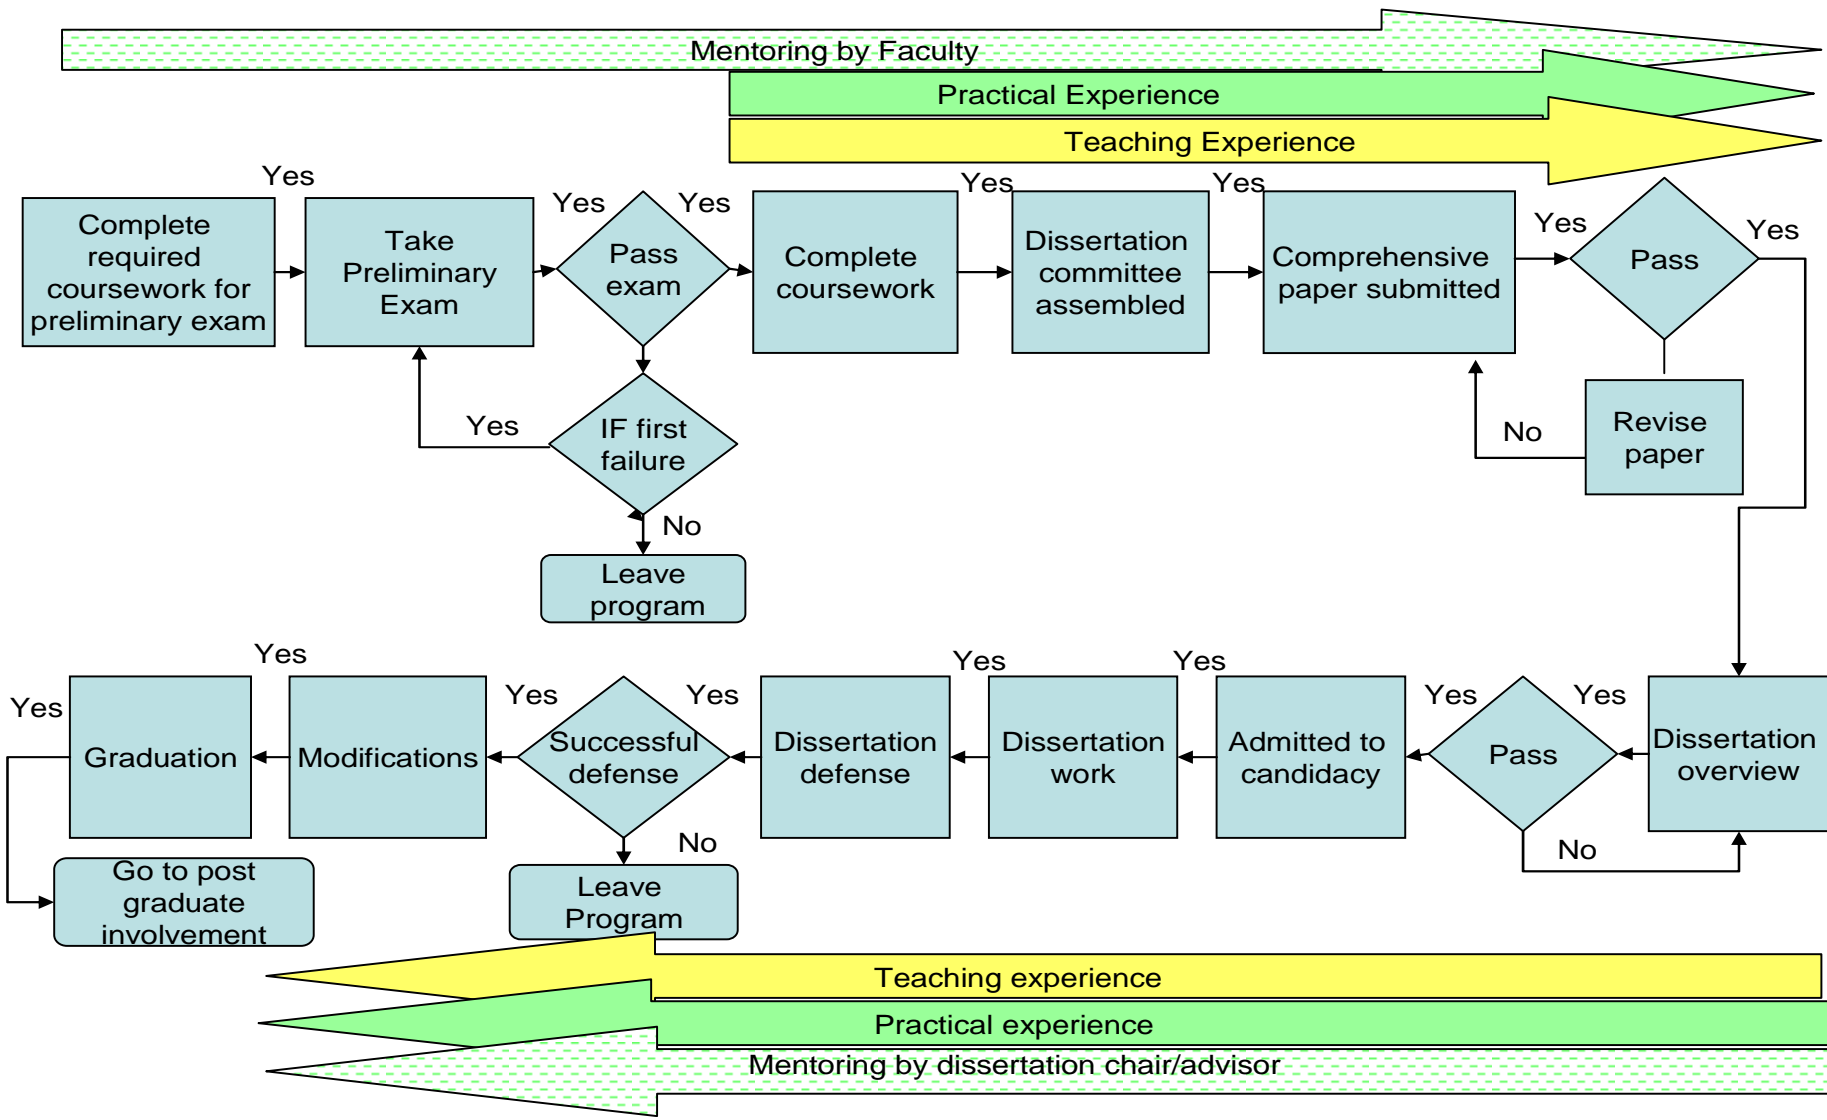 Mentoring by Faculty
Practical Experience
Teaching Experience
Yes
Yes
Yes
Yes
Yes
Yes
Yes
Complete
required
coursework for
preliminary exam
Take
Preliminary
Exam
Pass
exam
Complete
coursework
Dissertation
committee
assembled
Comprehensive
paper submitted
Pass
Yes
IF first
failure
No
Revise
paper
No
Leave
program
Yes
Yes
Yes
Yes
Yes
Yes
Yes
Yes
Graduation
Modifications
Successful
defense
Dissertation
defense
Dissertation
work
Admitted to
candidacy
Pass
Dissertation
overview
No
No
Go to post
graduate
involvement
Leave
Program
Teaching experience
Practical experience
Mentoring by dissertation chair/advisor